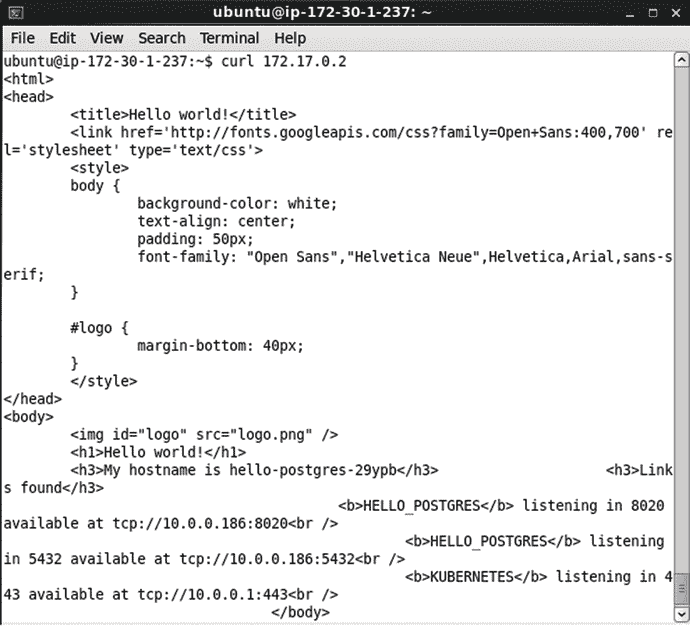 ubuntu@ip-172-30-1-237: ~
File Edit View Search Terminal Help
ubuntu@ip-172-30-1-237:~$ curl 172.17.0.2
<html>
<head>
<title>Hello world!</title>
<link href='http://fonts.googleapis.com/css?family=Open+Sans:400,700' re
l='stylesheet' type='text/css'>
<style>
body {
background-color: white;
text-align: center;
padding: 50px;
font-family: "Open Sans","Helvetica Neue",Helvetica,Arial,sans-s
erif;
}
#logo {
margin-bottom: 40px;
}
</style>
</head>
<body>
<img id="logo" src="logo.png" />
<h1>Hello world!</h1>
<h3>My hostname is hello-postgres-29ypb</h3> <h3>Link
s found</h3>
<b>HELLO_POSTGRES</b> listening in 8020
available at tcp://10.0.0.186:8020<br />
<b>HELLO_POSTGRES</b> listening
in 5432 available at tcp://10.0.0.186:5432<br />
<b>KUBERNETES</b> listening in 4
43 available at tcp://10.0.0.1:443<br />
</body>